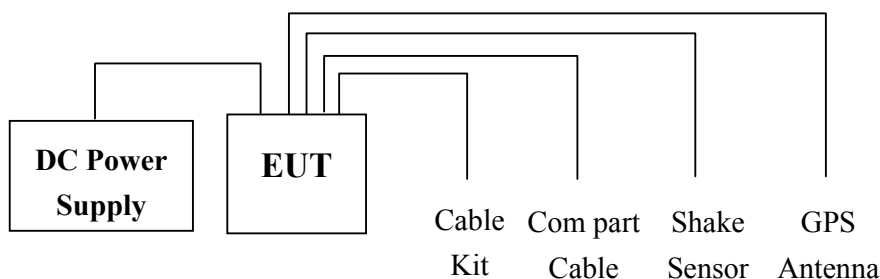 DC Power
Supply
EUT
Cable
Kit
Com part
Cable
Shake
Sensor
GPS
Antenna